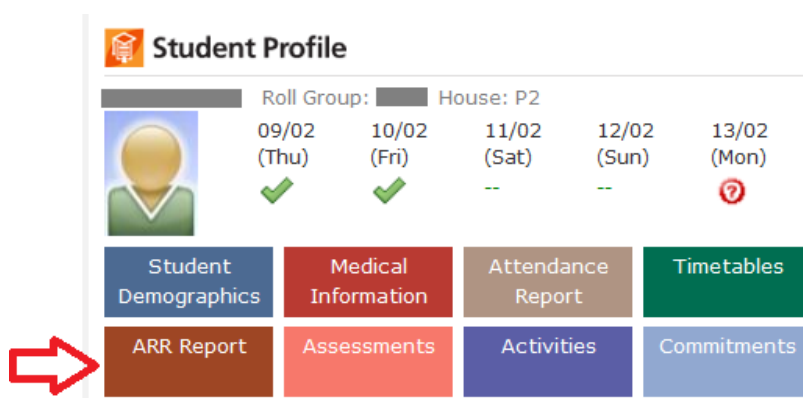 Student Profile
Roll Group: House: P2
09/02 10/02 11/02 12/02 13/02
(Thu) (Fri) (Sat) (Sun) (Mon)
-- --
Student Medical Attendance Timetables
Demographics Information Report
ARR Report Assessments Activities Commitments